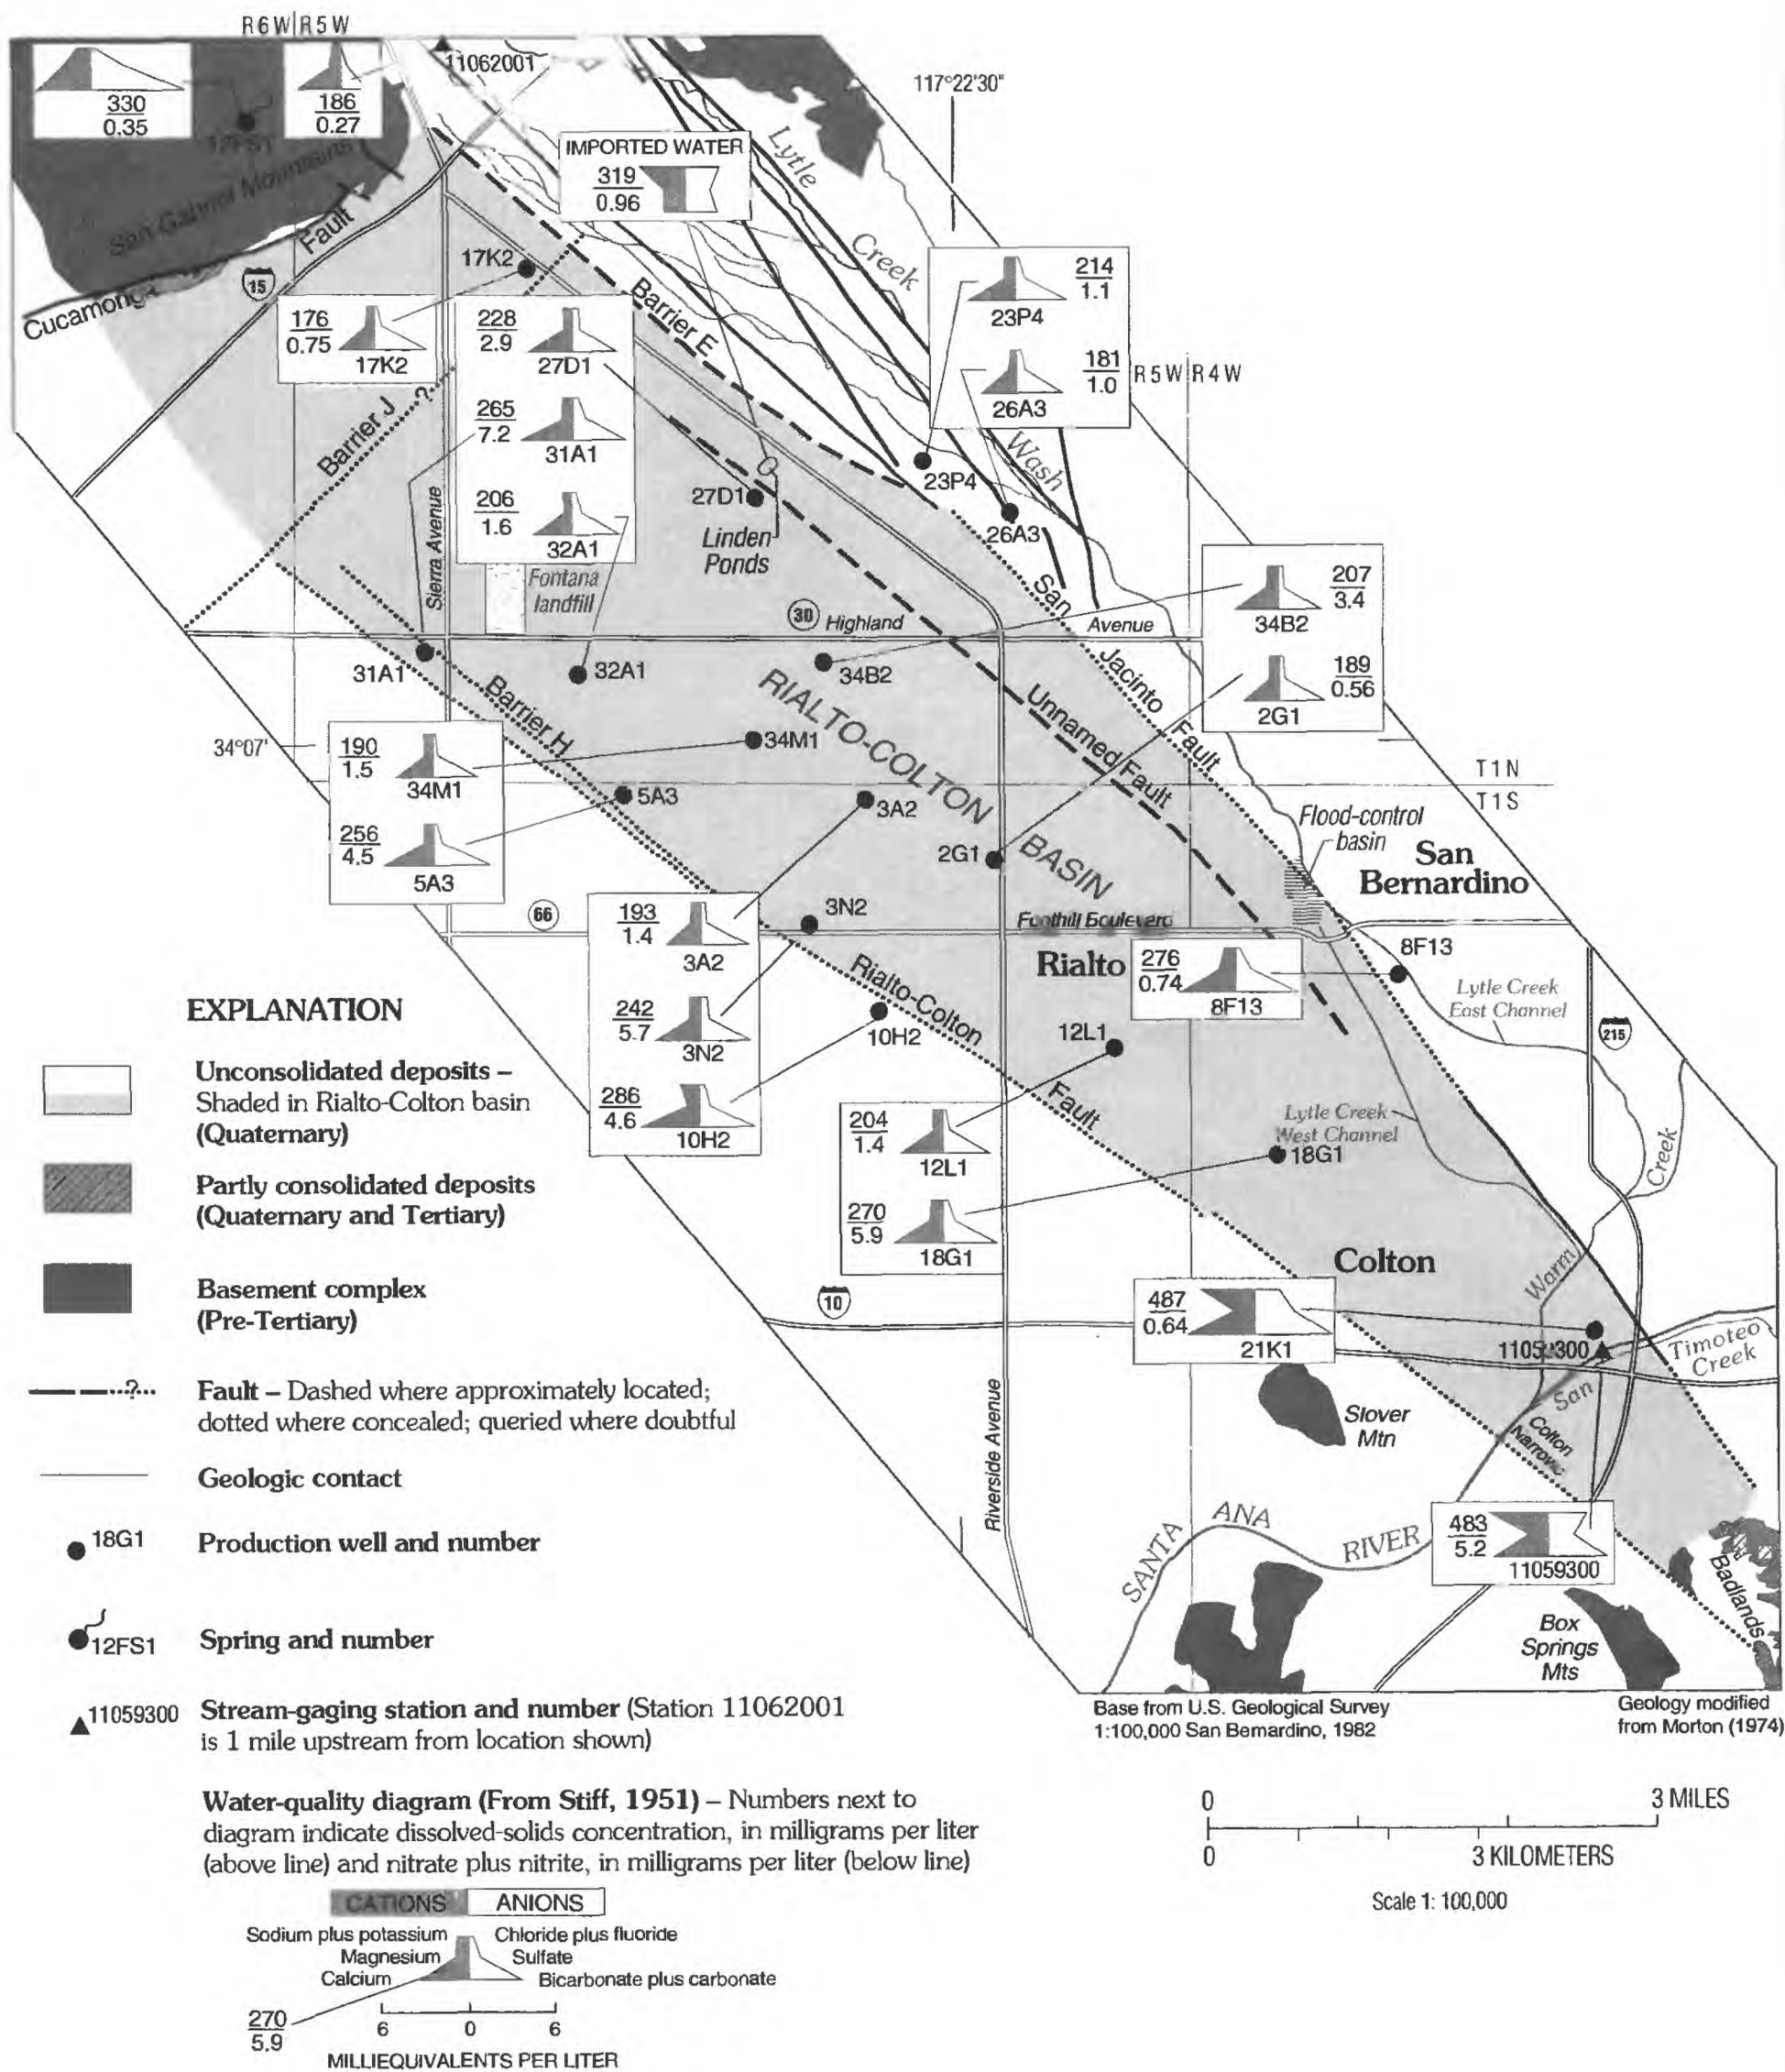 R6W R5W
11062001
117°22'30"
330
0.35
186
0.27
12FS1
San Gabriel Mountains
Fault
Cucamonga
15
IMPORTED WATER
319
0.96
Lytle
Creek
Wash
17K2
176
0.75
17K2
228
2.9
27D1
265
7.2
31A1
206
1.6
32A1
Barrier E
214
1.1
23P4
181
1.0
26A3
R5W R4W
Barrier J
?
Sierra Avenue
23P4
26A3
27D1
Linden
Ponds
Fontana
landfill
San
Jacinto
Fault
30
Highland
Avenue
207
3.4
34B2
189
0.56
2G1
31A1
32A1
34B2
Barrier H
RIALTO-COLTON
BASIN
Unnamed Fault
34°07'
34M1
190
1.5
34M1
256
4.5
5A3
5A3
3A2
2G1
T1N
T1S
Flood-control
basin
San
Bernardino
66
193
1.4
3A2
242
5.7
3N2
286
4.6
10H2
3N2
Foothill Boulevard
Rialto
276
0.74
8F13
8F13
Lytle Creek
East Channel
215
Rialto-Colton
Fault
10H2
12L1
204
1.4
12L1
270
5.9
18G1
Lytle Creek
West Channel
18G1
Creek
Warm
Colton
10
487
0.64
21K1
11059300
Timoteo
Creek
San
Slover
Mtn
Colton
Narrows
Riverside Avenue
SANTA
ANA
RIVER
483
5.2
11059300
Badlands
Box
Springs
Mts
EXPLANATION
Unconsolidated deposits –
Shaded in Rialto-Colton basin
(Quaternary)
Partly consolidated deposits
(Quaternary and Tertiary)
Basement complex
(Pre-Tertiary)
?
Fault – Dashed where approximately located;
dotted where concealed; queried where doubtful
Geologic contact
18G1
Production well and number
12FS1
Spring and number
11059300
Stream-gaging station and number (Station 11062001
is 1 mile upstream from location shown)
Water-quality diagram (From Stiff, 1951) – Numbers next to
diagram indicate dissolved-solids concentration, in milligrams per liter
(above line) and nitrate plus nitrite, in milligrams per liter (below line)
CATIONS ANIONS
Sodium plus potassium Chloride plus fluoride
Magnesium Sulfate
Calcium Bicarbonate plus carbonate
270
5.9
6 0 6
MILLIEQUIVALENTS PER LITER
Base from U.S. Geological Survey
1:100,000 San Bernardino, 1982
Geology modified
from Morton (1974)
0 3 MILES
0 3 KILOMETERS
Scale 1: 100,000